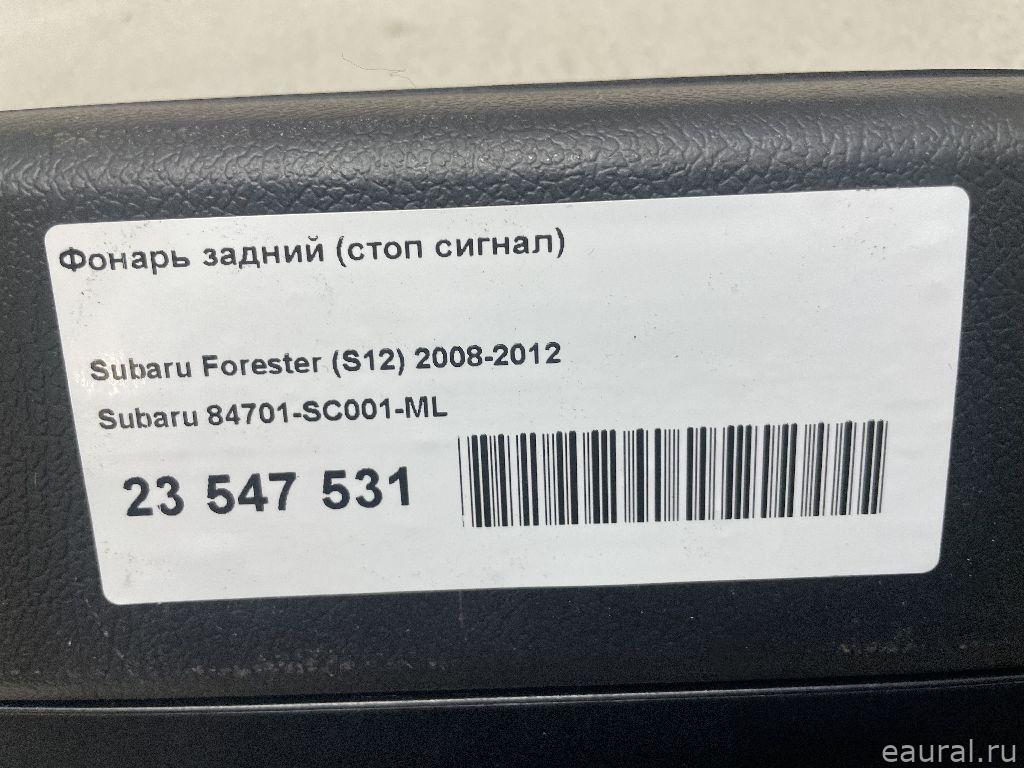 Фонарь задний (стоп сигнал)
Subaru Forester (S12) 2008-2012
Subaru 84701-SC001-ML
23 547 531
eaural.ru